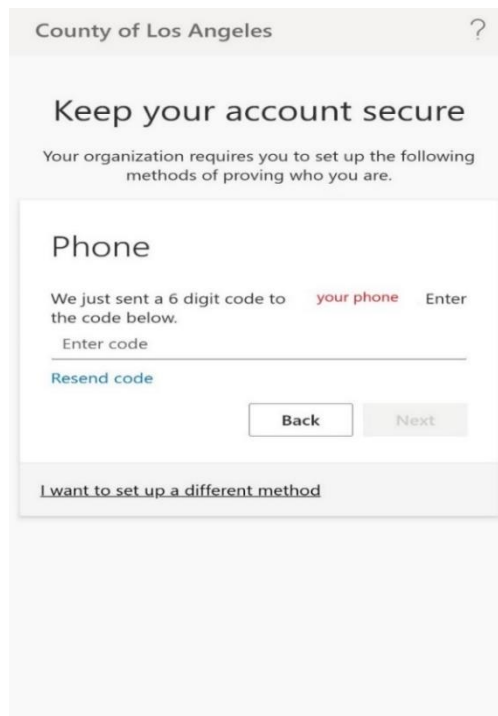 County of Los Angeles ?
Keep your account secure
Your organization requires you to set up the following
methods of proving who you are.
Phone
We just sent a 6 digit code to your phone Enter
the code below.
Enter code
Resend code
Back Next
I want to set up a different method